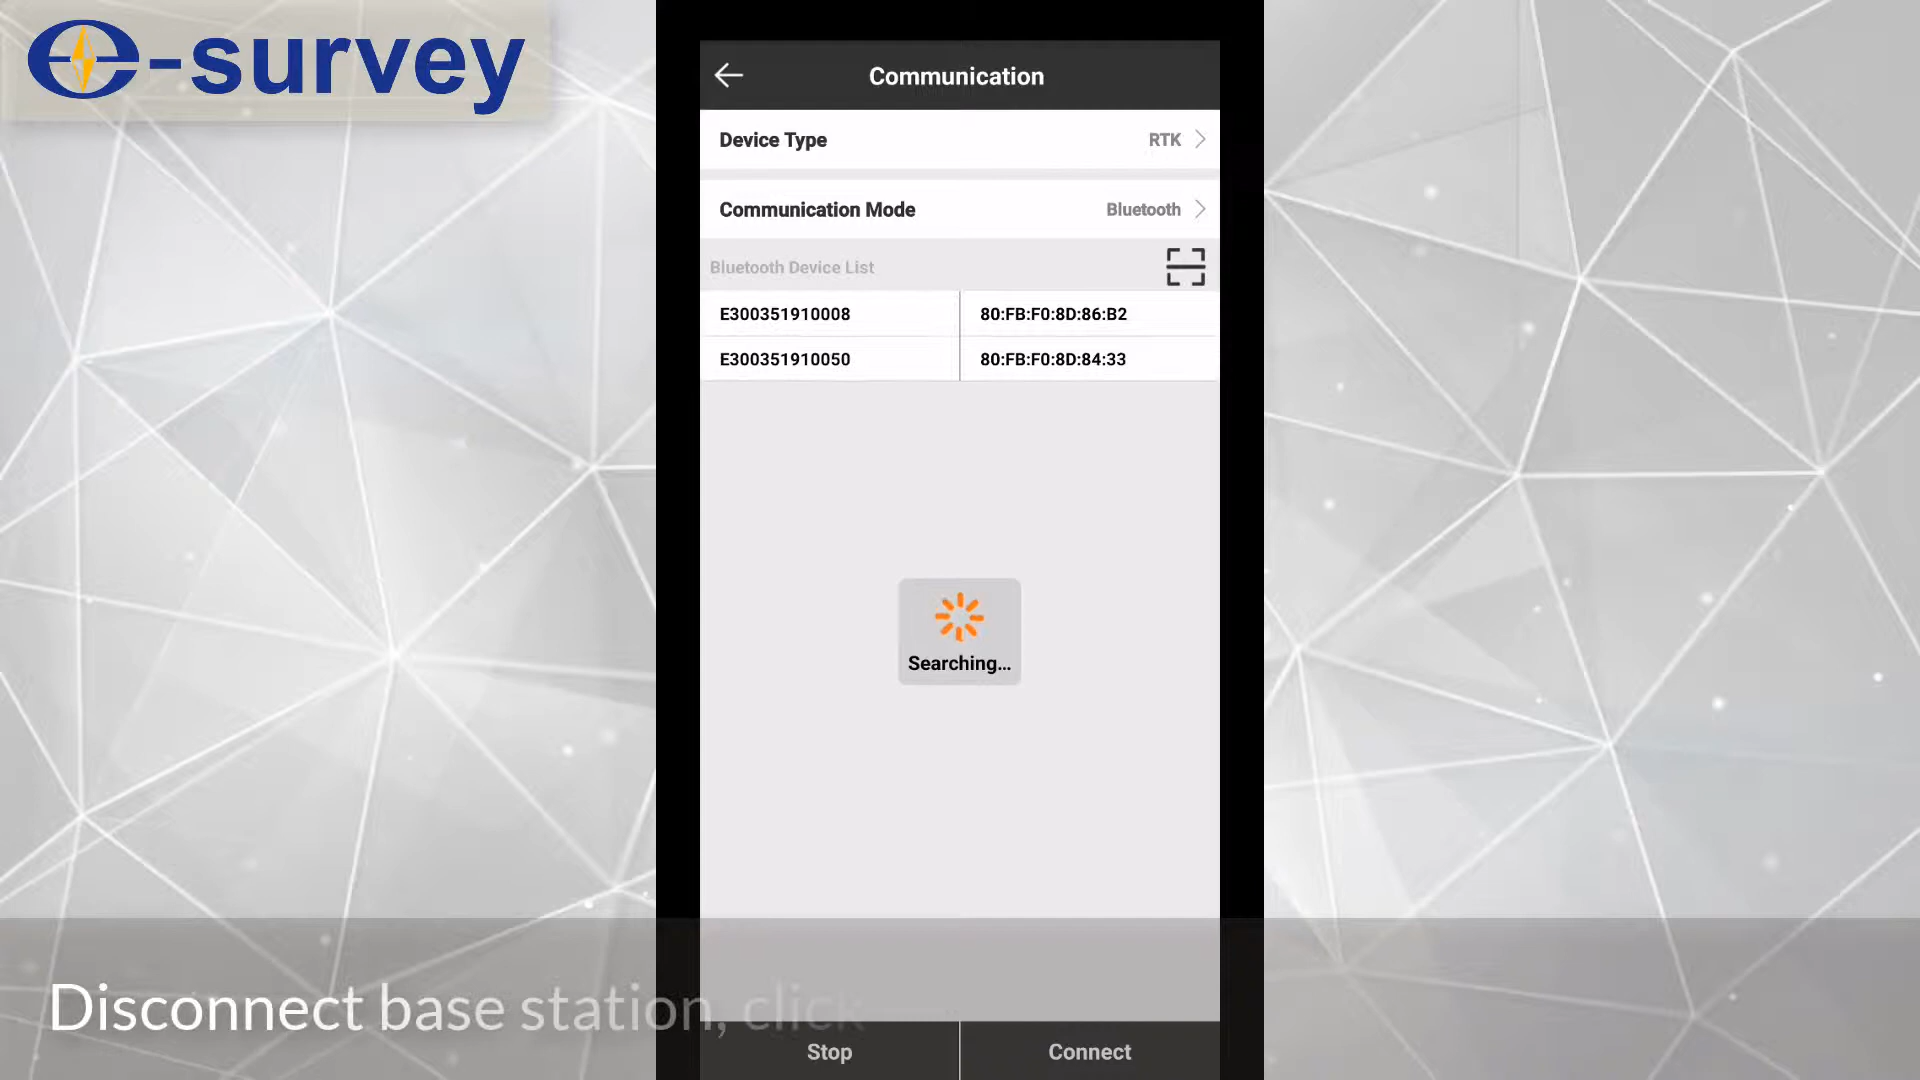 e-survey
Communication
Device Type RTK
Communication Mode Bluetooth
Bluetooth Device List
E300351910008 80:FB:F0:8D:86:B2
E300351910050 80:FB:F0:8D:84:33
Searching...
Disconnect base station, click
Stop Connect